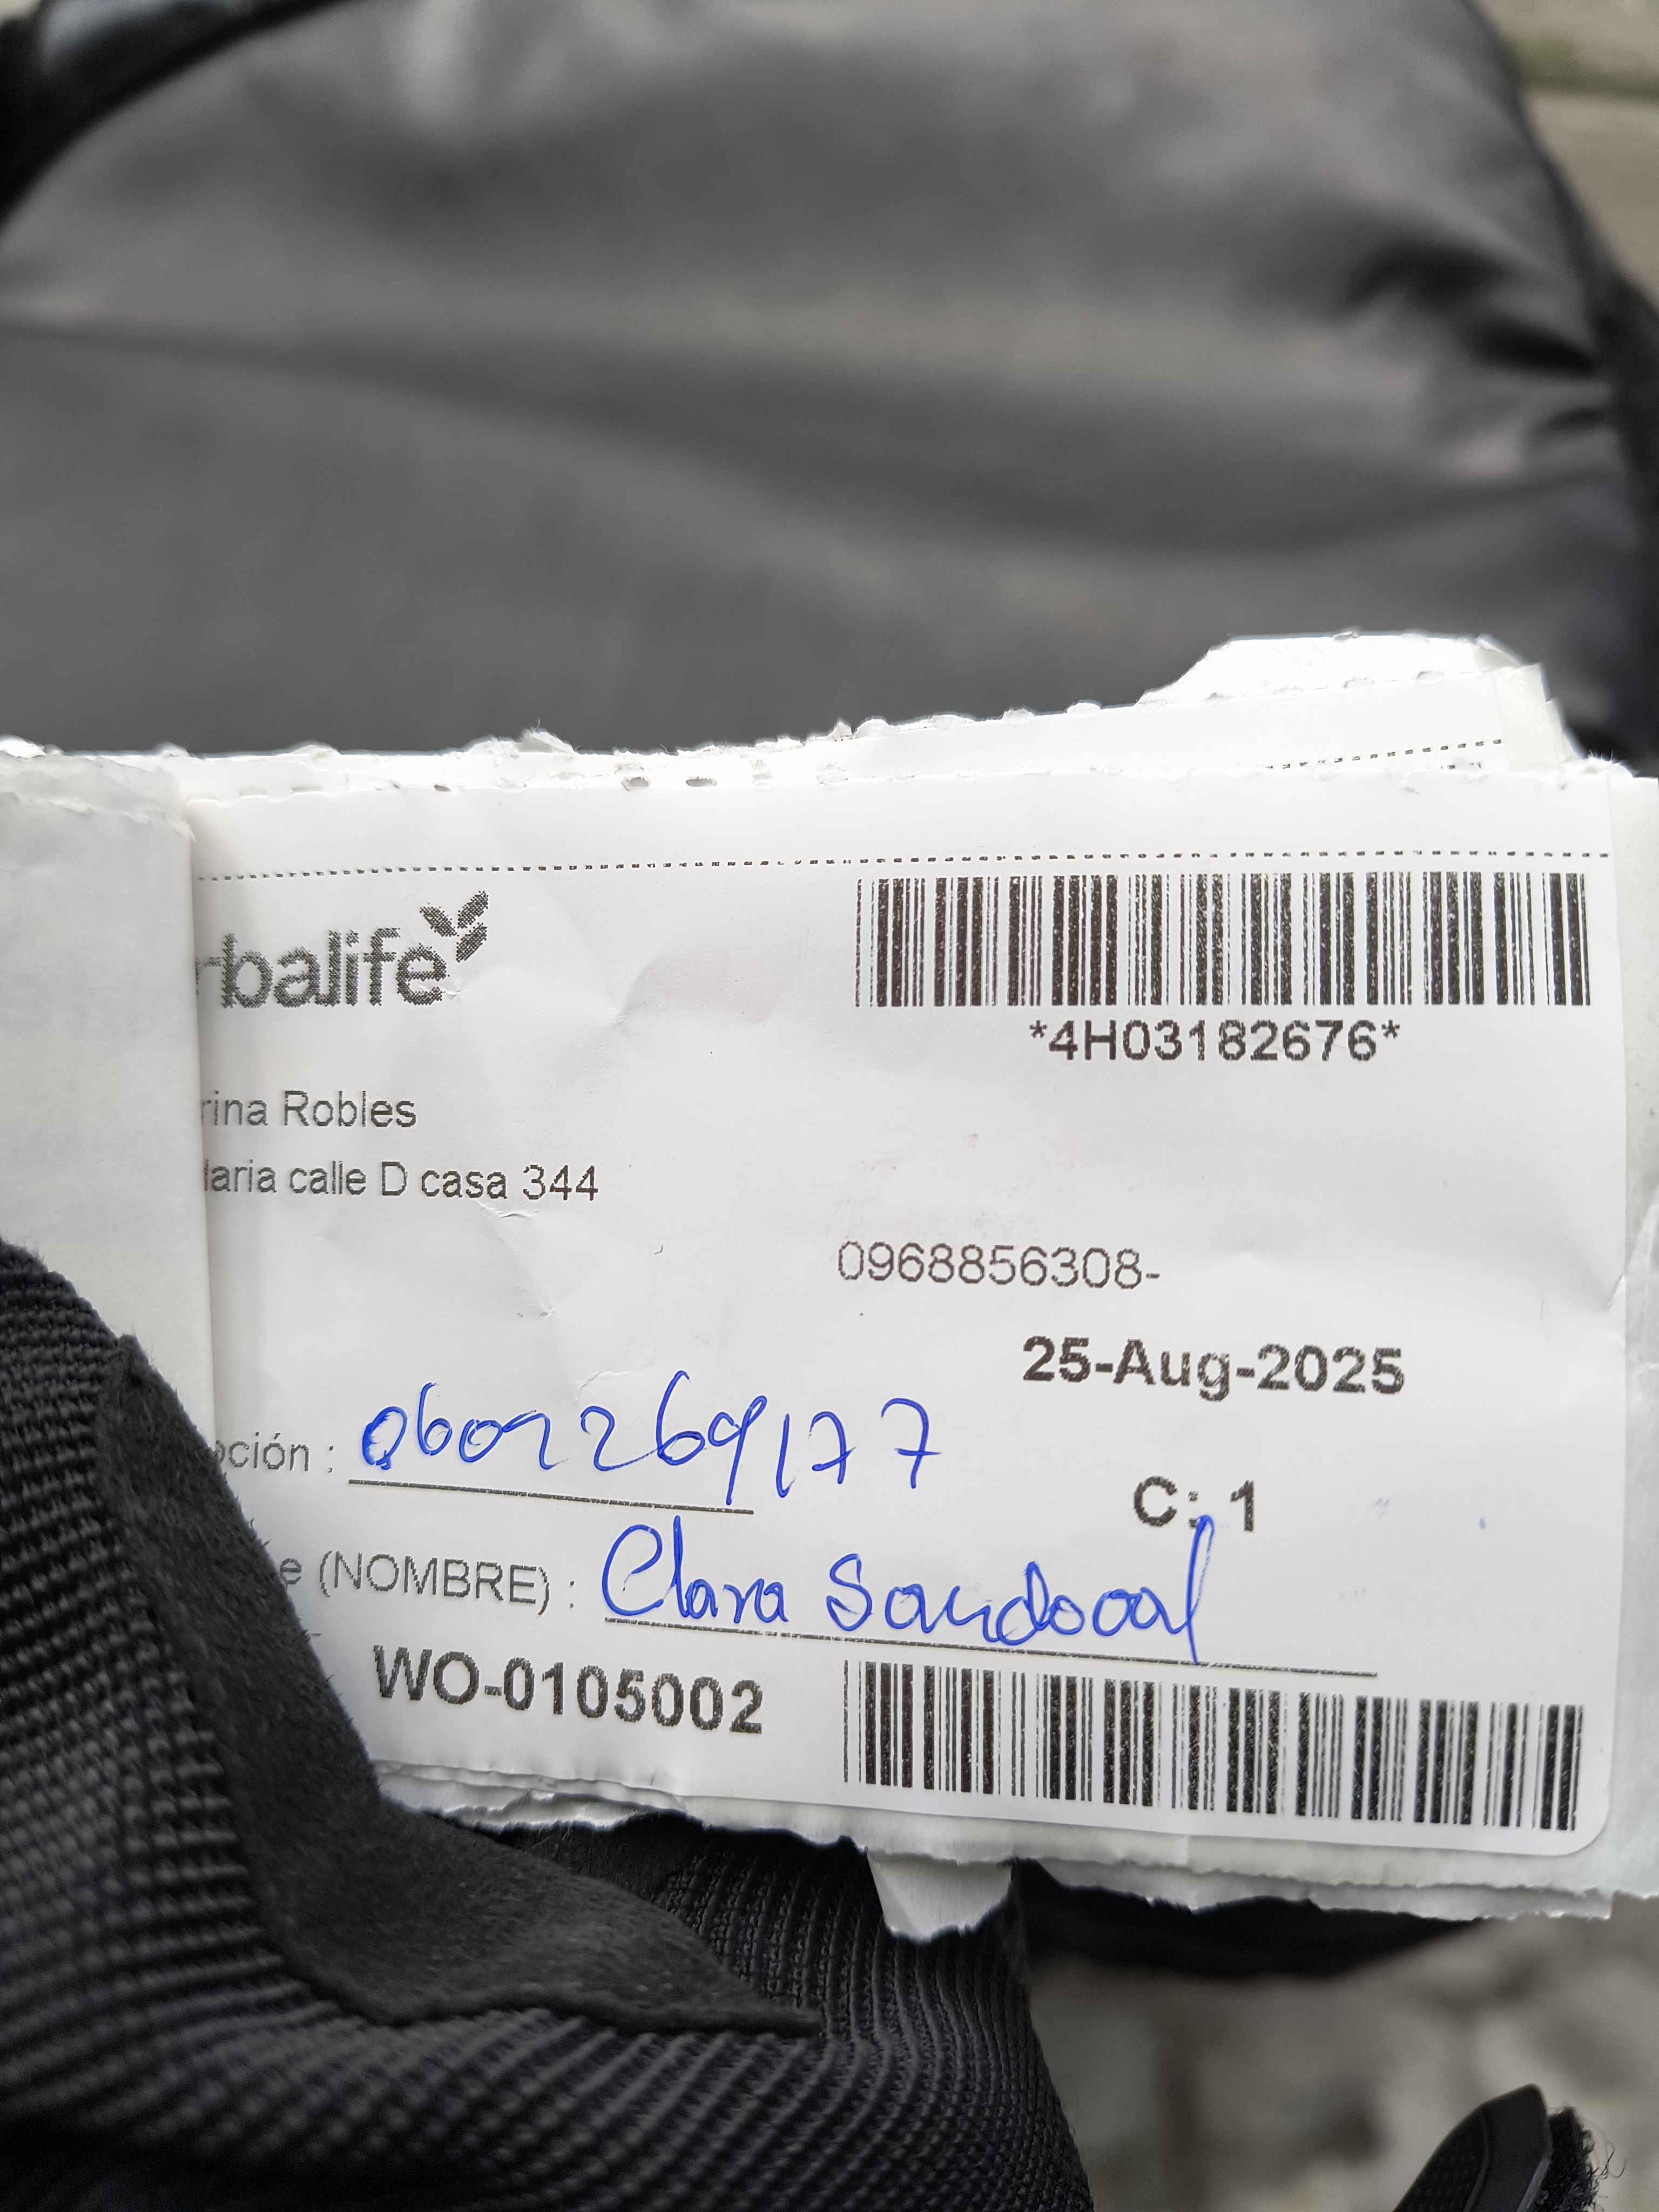 rbalife
*4H03182676*
rina Robles
laria calle D casa 344
0968856308-
25-Aug-2025
pción : 0602269177
C: 1
e (NOMBRE) : Clara Sandoval
WO-0105002